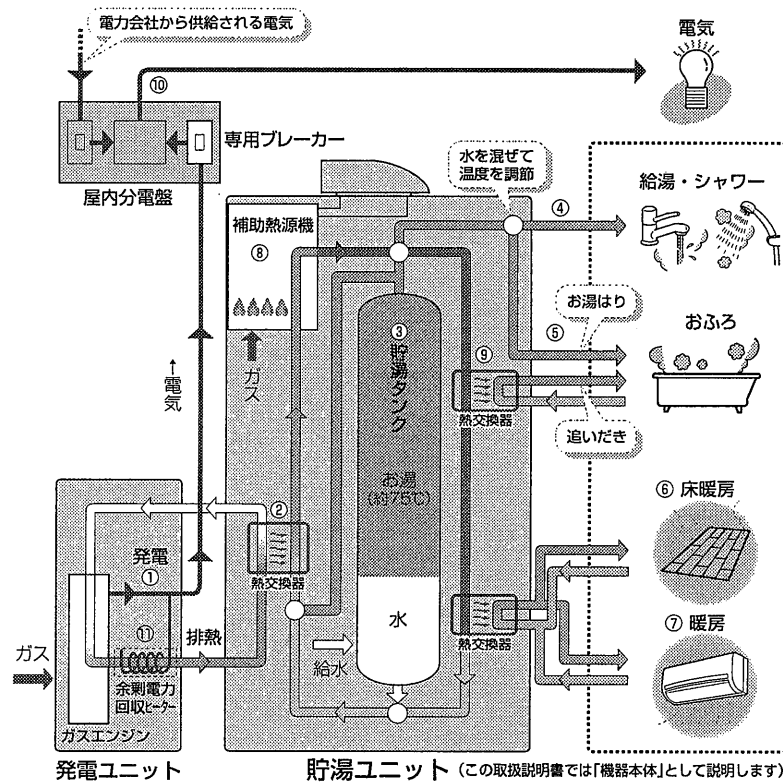 電力会社から供給される電気
電気
⑩
専用ブレーカー
屋内分電盤
水を混ぜて
温度を調節
④
給湯・シャワー
補助熱源機
⑧
ガス
③
貯湯タンク
お湯
(約75℃)
お湯はり
⑤
おふろ
⑨
熱交換器
追いだき
←電気
⑥ 床暖房
②
熱交換器
発電
①
水
熱交換器
⑦ 暖房
⑪
排熱
給水
ガス
余剰電力
回収ヒーター
ガスエンジン
発電ユニット
貯湯ユニット (この取扱説明書では「機器本体」として説明します)